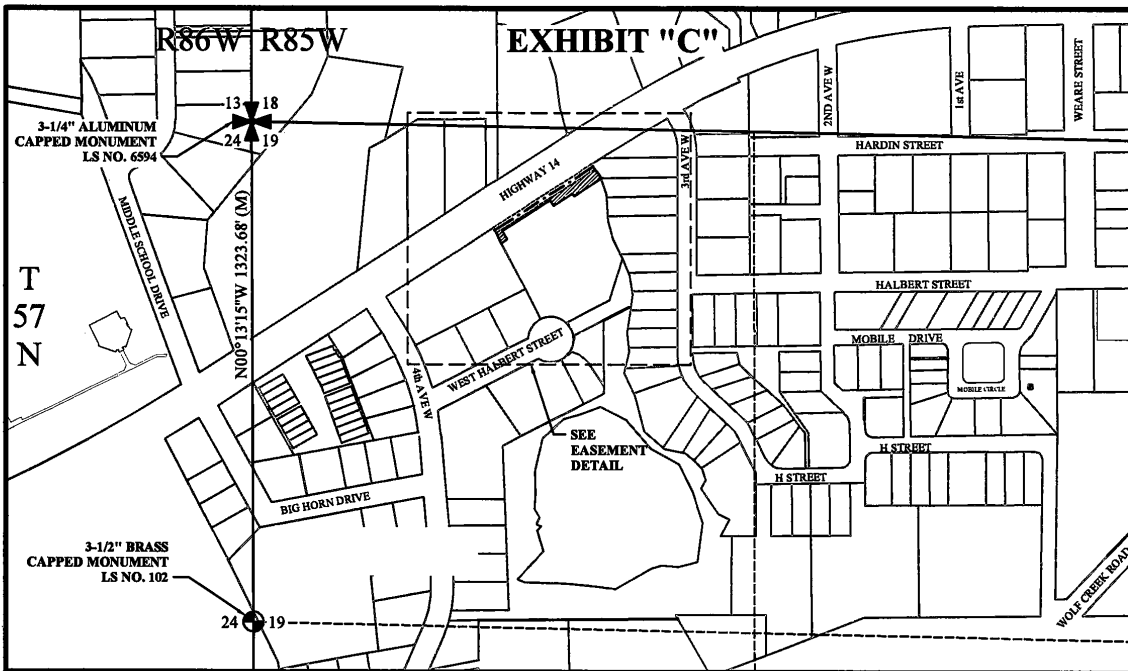 R86W R85W
EXHIBIT "C"
13 18
24 19
3-1/4" ALUMINUM
CAPPED MONUMENT
LS NO. 6594
MIDDLE SCHOOL DRIVE
N00°13'15"W 1323.68' (M)
T
57
N
HIGHWAY 14
3rd AVE W
2ND AVE W
1st AVE
WEARE STREET
HARDIN STREET
HALBERT STREET
MOBILE DRIVE
MOBILE CIRCLE
WEST HALBERT STREET
4th AVE W
SEE
EASEMENT
DETAIL
H STREET
H STREET
BIG HORN DRIVE
3-1/2" BRASS
CAPPED MONUMENT
LS NO. 102
24 19
WOLF CREEK ROAD